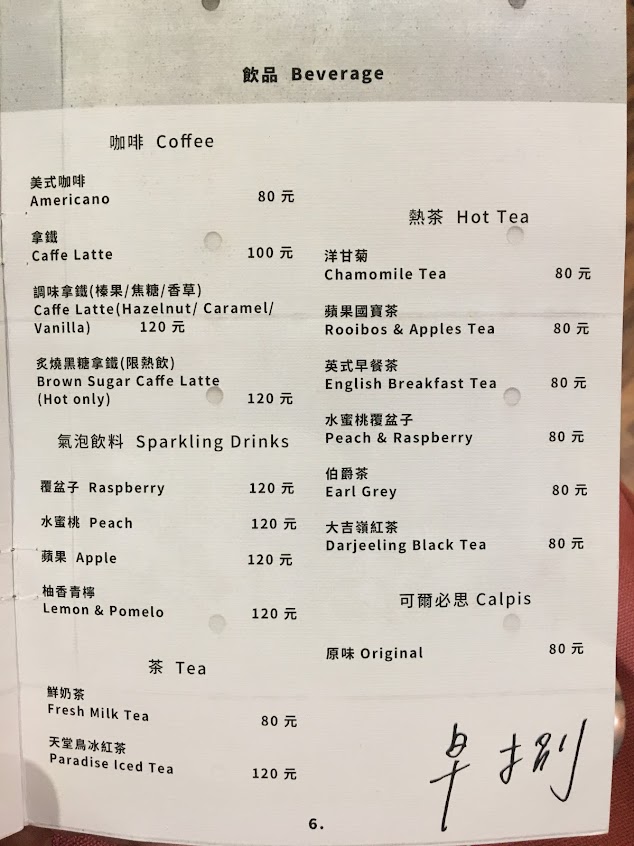 飲品 Beverage
咖啡 Coffee
美式咖啡
Americano 80 元
拿鐵
Caffe Latte 100 元
調味拿鐵(榛果/焦糖/香草)
Caffe Latte(Hazelnut/ Caramel/
Vanilla) 120 元
炙燒黑糖拿鐵(限熱飲)
Brown Sugar Caffe Latte
(Hot only) 120 元
氣泡飲料 Sparkling Drinks
覆盆子 Raspberry 120 元
水蜜桃 Peach 120 元
蘋果 Apple 120 元
柚香青檸
Lemon & Pomelo 120 元
茶 Tea
鮮奶茶
Fresh Milk Tea 80 元
天堂鳥冰紅茶
Paradise Iced Tea 120 元
熱茶 Hot Tea
洋甘菊
Chamomile Tea 80 元
蘋果國寶茶
Rooibos & Apples Tea 80 元
英式早餐茶
English Breakfast Tea 80 元
水蜜桃覆盆子
Peach & Raspberry 80 元
伯爵茶
Earl Grey 80 元
大吉嶺紅茶
Darjeeling Black Tea 80 元
可爾必思 Calpis
原味 Original 80 元
6.